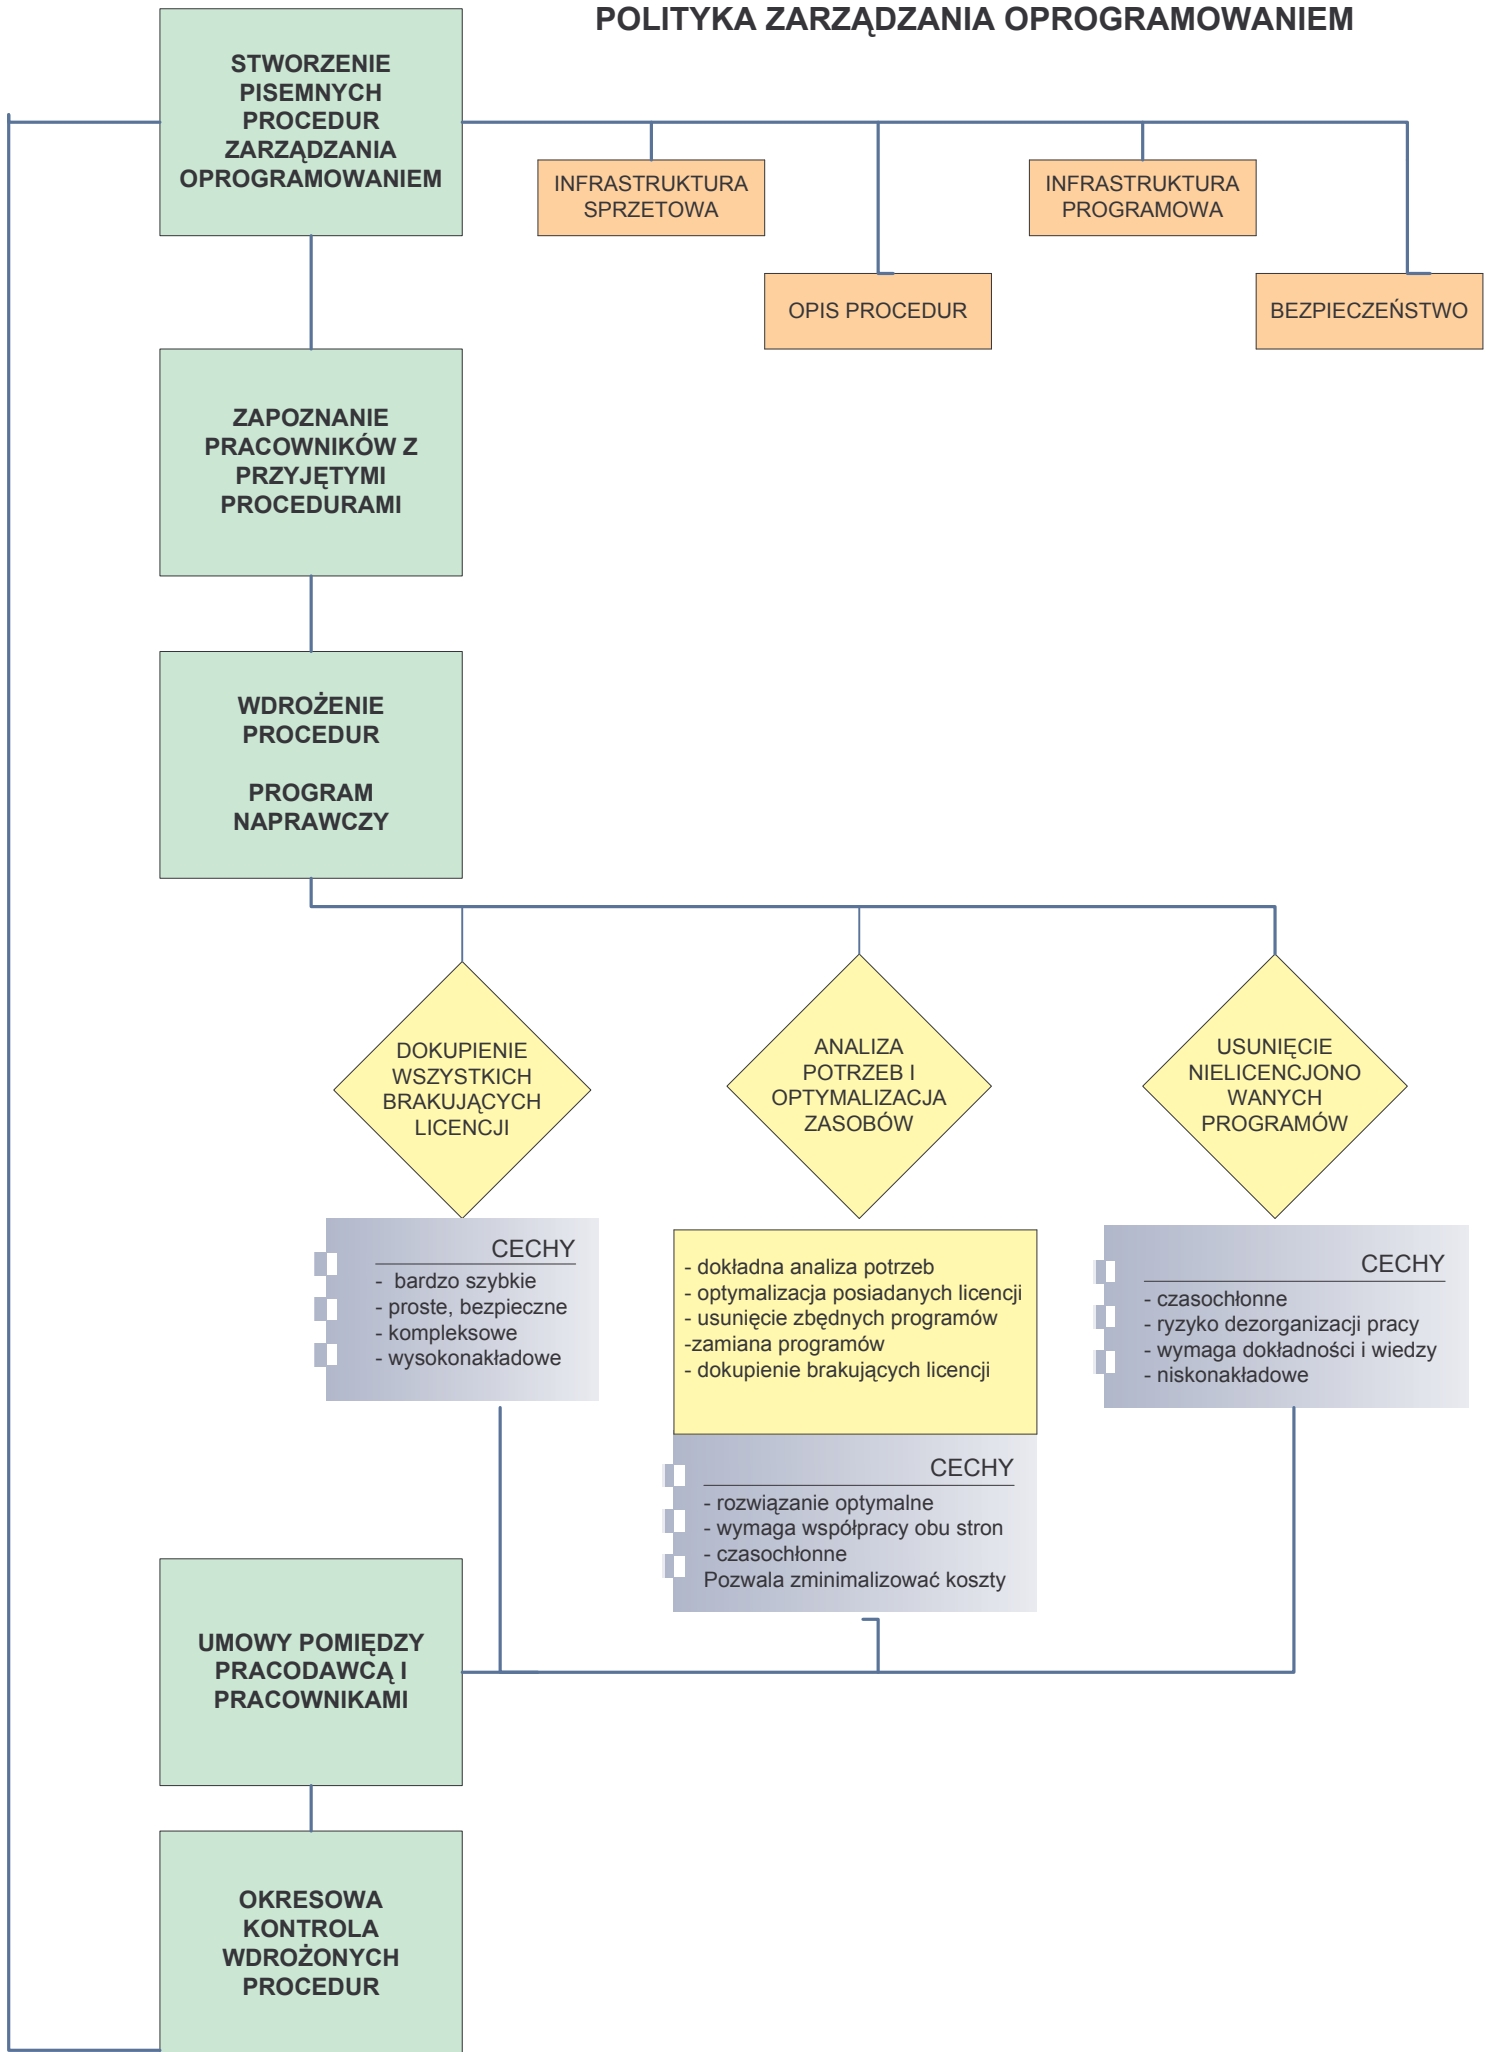 POLITYKA ZARZĄDZANIA OPROGRAMOWANIEM
STWORZENIE
PISEMNYCH
PROCEDUR
ZARZĄDZANIA
OPROGRAMOWANIEM
INFRASTRUKTURA
SPRZETOWA
INFRASTRUKTURA
PROGRAMOWA
OPIS PROCEDUR
BEZPIECZEŃSTWO
ZAPOZNANIE
PRACOWNIKÓW Z
PRZYJĘTYMI
PROCEDURAMI
WDROŻENIE
PROCEDUR
PROGRAM
NAPRAWCZY
DOKUPIENIE
WSZYSTKICH
BRAKUJĄCYCH
LICENCJI
ANALIZA
POTRZEB I
OPTYMALIZACJA
ZASOBÓW
USUNIĘCIE
NIELICENCJONO
WANYCH
PROGRAMÓW
CECHY
- bardzo szybkie
- proste, bezpieczne
- kompleksowe
- wysokonakładowe
- dokładna analiza potrzeb
- optymalizacja posiadanych licencji
- usunięcie zbędnych programów
-zamiana programów
- dokupienie brakujących licencji
CECHY
- rozwiązanie optymalne
- wymaga współpracy obu stron
- czasochłonne
Pozwala zminimalizować koszty
CECHY
- czasochłonne
- ryzyko dezorganizacji pracy
- wymaga dokładności i wiedzy
- niskonakładowe
UMOWY POMIĘDZY
PRACODAWCĄ I
PRACOWNIKAMI
OKRESOWA
KONTROLA
WDROŻONYCH
PROCEDUR